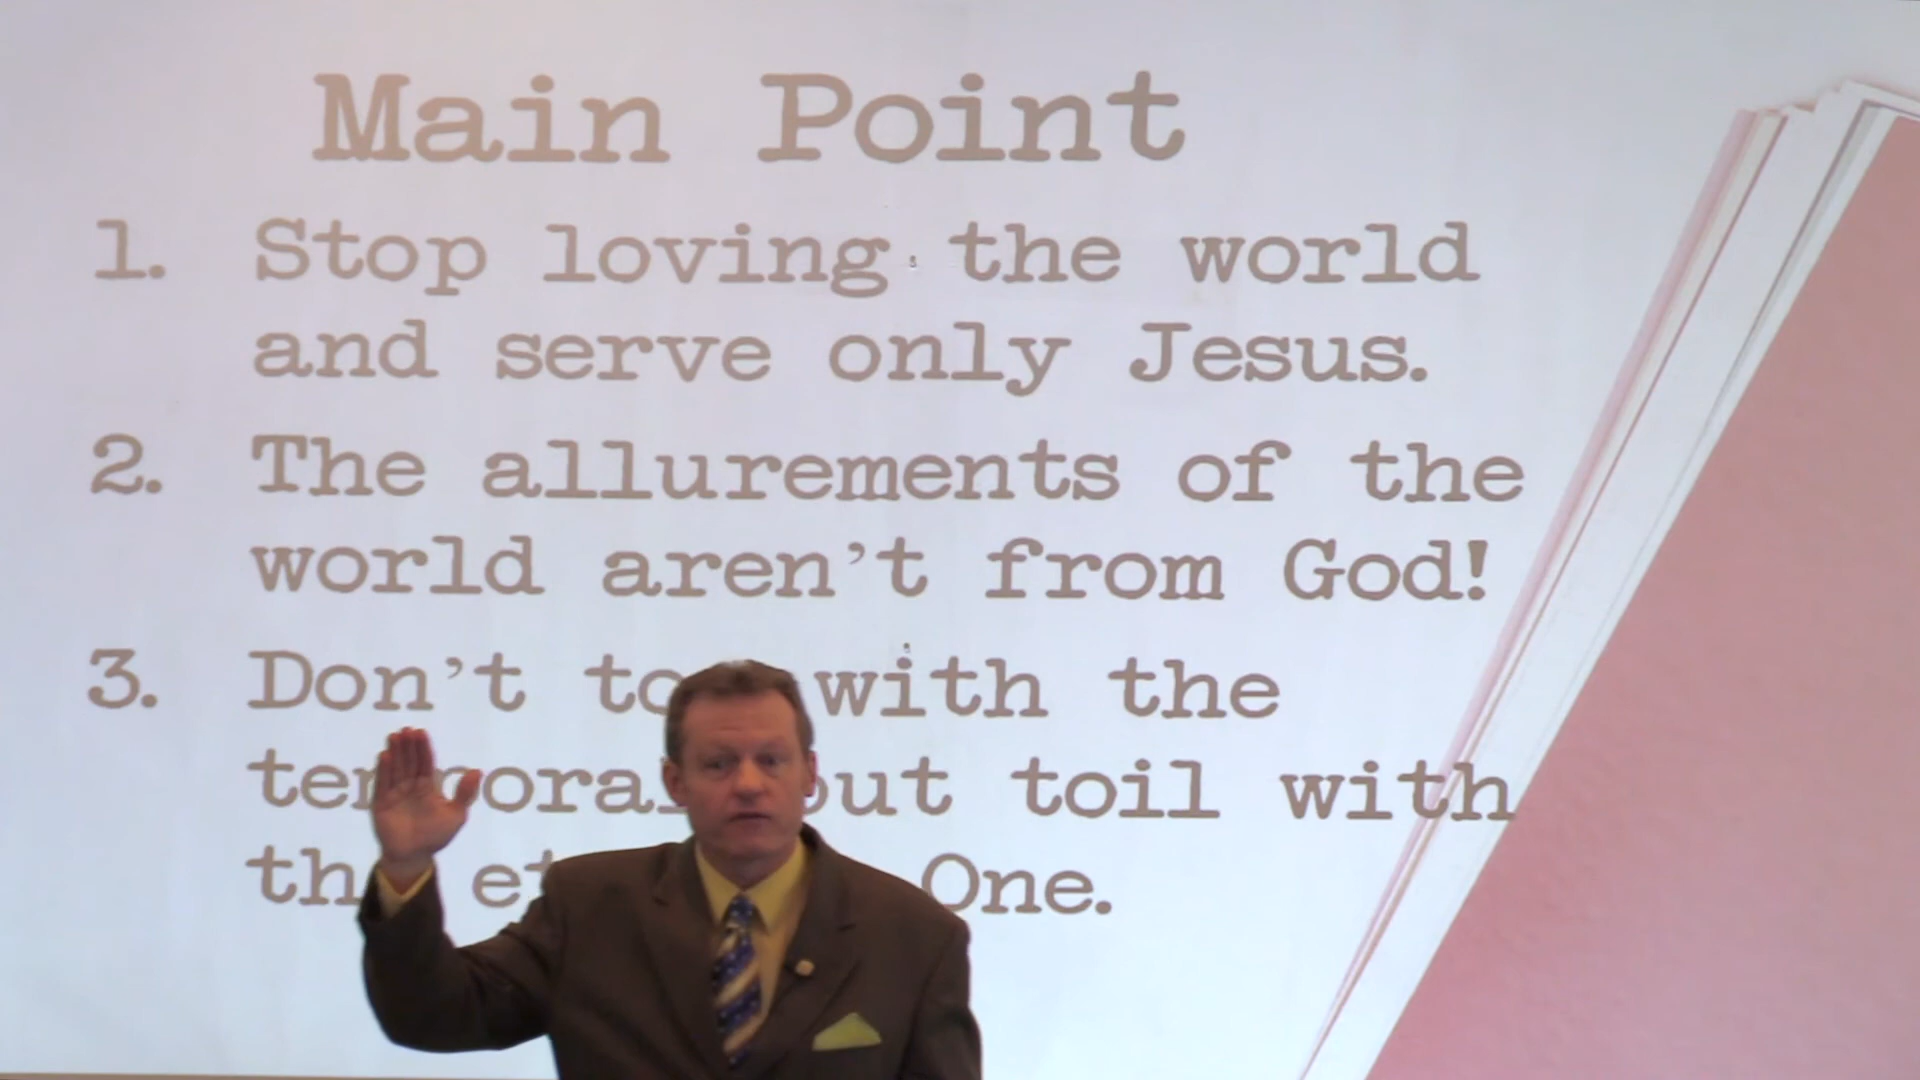 Main Point
1. Stop loving the world
and serve only Jesus.
2. The allurements of the
world aren't from God!
3. Don't with the
toil with
One.